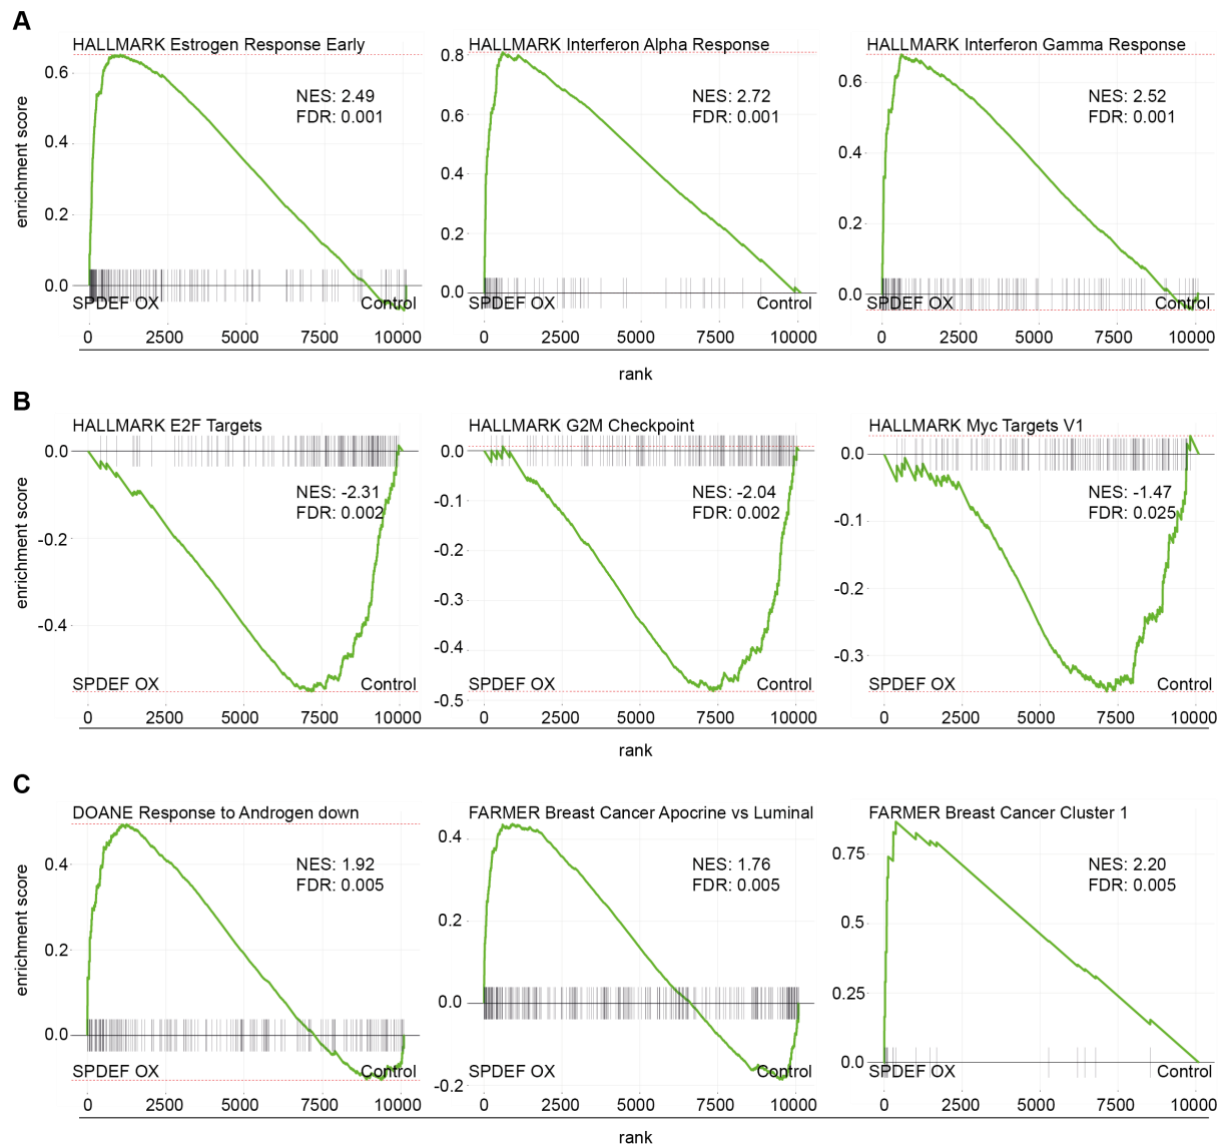 A
HALLMARK Estrogen Response Early
HALLMARK Interferon Alpha Response
HALLMARK Interferon Gamma Response
enrichment score
0.6
0.4
0.2
0.0
NES: 2.49
FDR: 0.001
SPDEF OX
Control
0 2500 5000 7500 10000
0.8
0.6
0.4
0.2
0.0
NES: 2.72
FDR: 0.001
SPDEF OX
Control
0 2500 5000 7500 10000
0.6
0.4
0.2
0.0
NES: 2.52
FDR: 0.001
SPDEF OX
Control
0 2500 5000 7500 10000
rank
B
HALLMARK E2F Targets
HALLMARK G2M Checkpoint
HALLMARK Myc Targets V1
enrichment score
0.0
-0.2
-0.4
NES: -2.31
FDR: 0.002
SPDEF OX
Control
0 2500 5000 7500 10000
0.0
-0.1
-0.2
-0.3
-0.4
-0.5
NES: -2.04
FDR: 0.002
SPDEF OX
Control
0 2500 5000 7500 10000
0.0
-0.1
-0.2
-0.3
NES: -1.47
FDR: 0.025
SPDEF OX
Control
0 2500 5000 7500 10000
rank
C
DOANE Response to Androgen down
FARMER Breast Cancer Apocrine vs Luminal
FARMER Breast Cancer Cluster 1
enrichment score
0.4
0.2
0.0
NES: 1.92
FDR: 0.005
SPDEF OX
Control
0 2500 5000 7500 10000
0.4
0.2
0.0
-0.2
NES: 1.76
FDR: 0.005
SPDEF OX
Control
0 2500 5000 7500 10000
0.75
0.5
0.25
0.0
NES: 2.20
FDR: 0.005
SPDEF OX
Control
0 2500 5000 7500 10000
rank